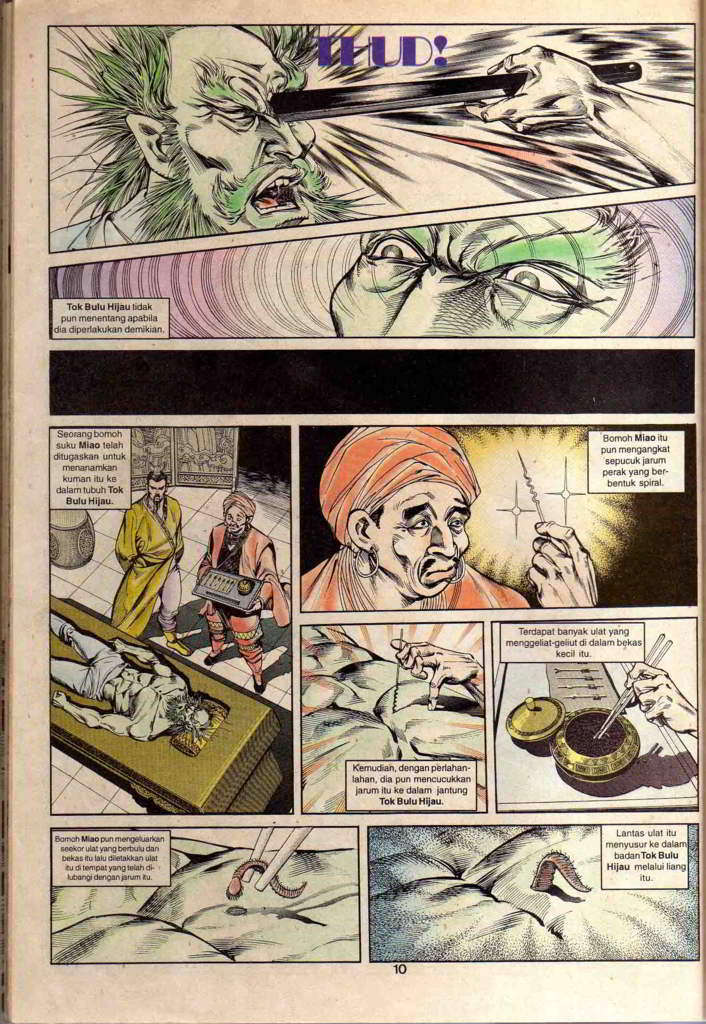 THUD!
Tok Bulu Hijau tidak
pun menentang apabila
dia diperlakukan demikian.
Seorang bomoh
suku Miao telah
ditugaskan untuk
menanamkan
kuman itu ke
dalam tubuh Tok
Bulu Hijau.
Bomoh Miao itu
pun mengangkat
sepucuk jarum
perak yang ber-
bentuk spiral.
Kemudian, dengan perlahan-
lahan, dia pun mencucukkan
jarum itu ke dalam jantung
Tok Bulu Hijau.
Terdapat banyak ulat yang
menggeliat-geliut di dalam bekas
kecil itu.
Bomoh Miao pun mengeluarkan
seekor ulat yang berbulu dan
bekas itu lalu diletakkan ulat
itu di tempat yang telah di-
lubangi dengan jarum itu.
Lantas ulat itu
menyusur ke dalam
badan Tok Bulu
Hijau melalui liang
itu.
10